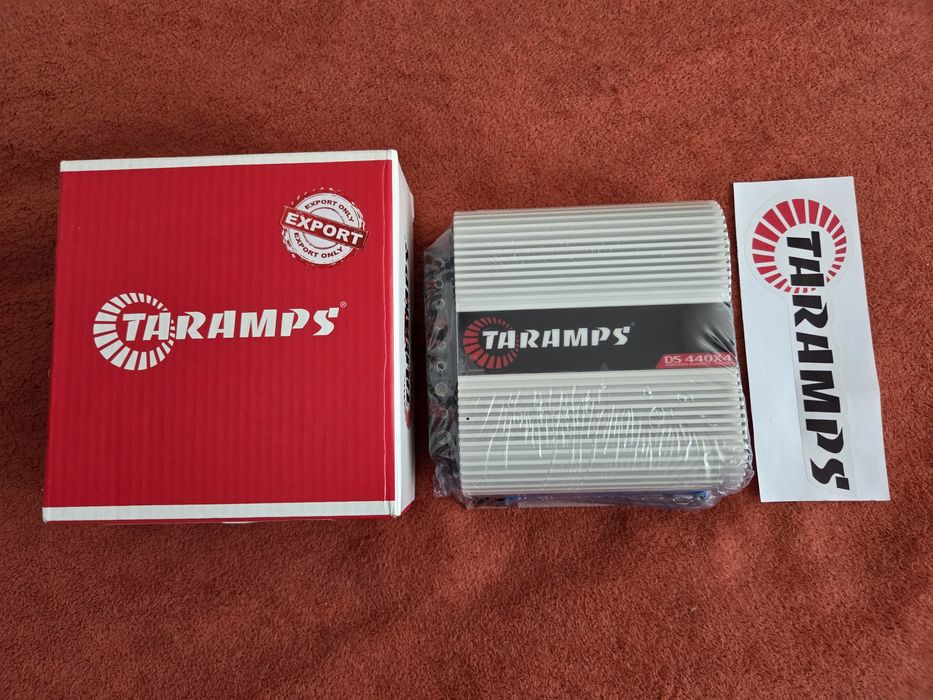 EXPORT ONLY
EXPORT
EXPORT ONLY
TARAMPS®
TARAMPS
DS 440X4
TARAMPS